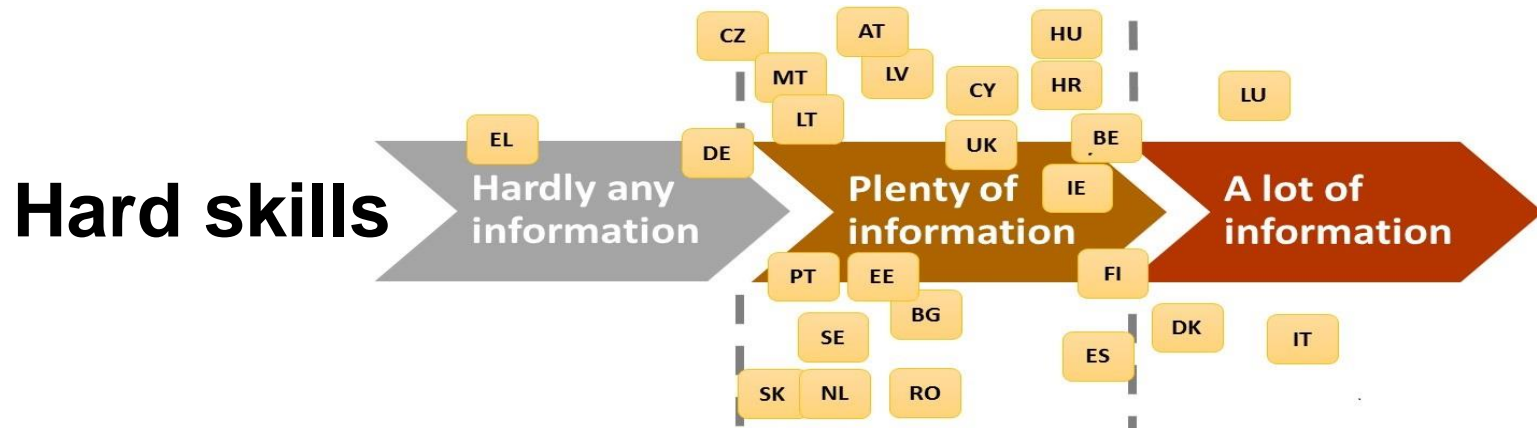 CZ
AT
HU
MT
LV
CY
HR
LU
LT
EL
UK
BE
DE
IE
Hard skills
Hardly any
information
Plenty of
information
A lot of
information
PT
EE
FI
BG
SE
DK
IT
ES
SK
NL
RO